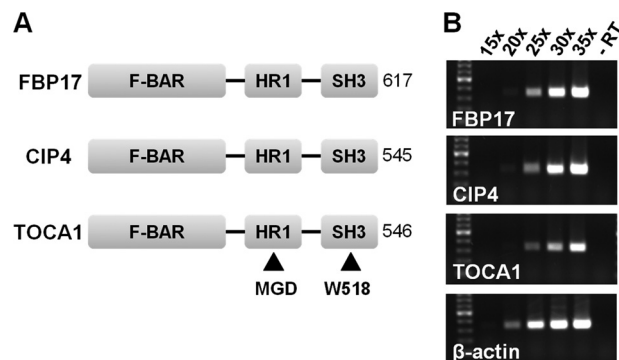 A
FBP17 F-BAR HR1 SH3 617
CIP4 F-BAR HR1 SH3 545
TOCA1 F-BAR HR1 SH3 546
MGD W518
B
15x 20x 25x 30x 35x - RT
FBP17
CIP4
TOCA1
β-actin